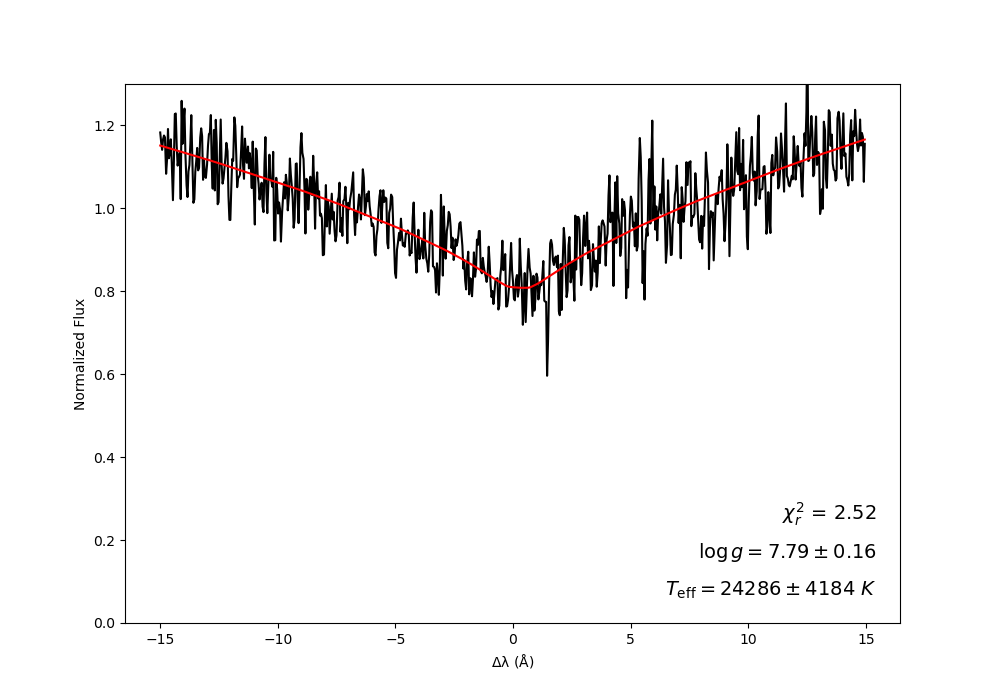 1.2
1.0
0.8
0.6
0.4
0.2
0.0
Normalized Flux
χ²ᵣ = 2.52
log g = 7.79 ± 0.16
T_eff = 24286 ± 4184 K
−15 −10 −5 0 5 10 15
Δλ (Å)